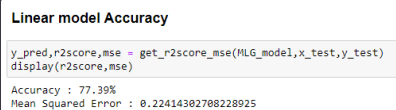 Linear model Accuracy
y_pred,r2score,mse = get_r2score_mse(MLG_model,x_test,y_test)
display(r2score,mse)
Accuracy : 77.39%
Mean Squared Error : 0.22414302708228925